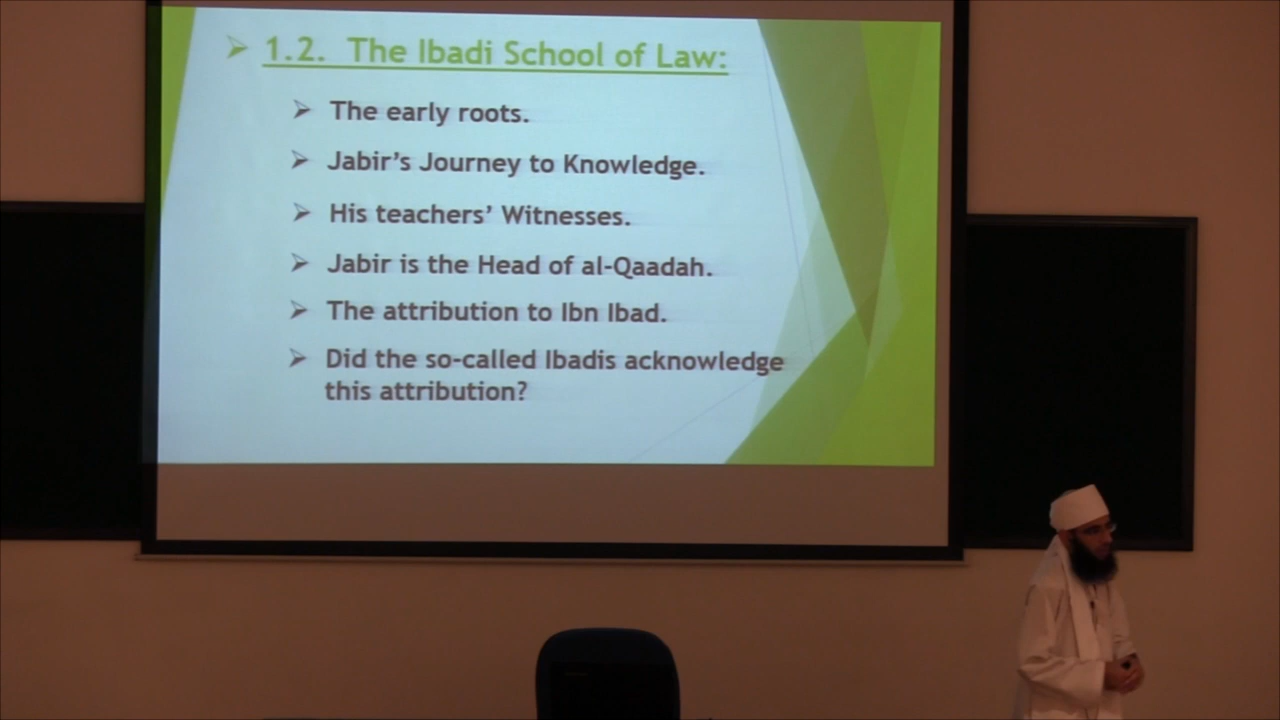 1.2. The Ibadi School of Law:
The early roots.
Jabir's Journey to Knowledge.
His teachers' Witnesses.
Jabir is the Head of al-Qaadah.
The attribution to Ibn Ibad.
Did the so-called Ibadis acknowledge
this attribution?